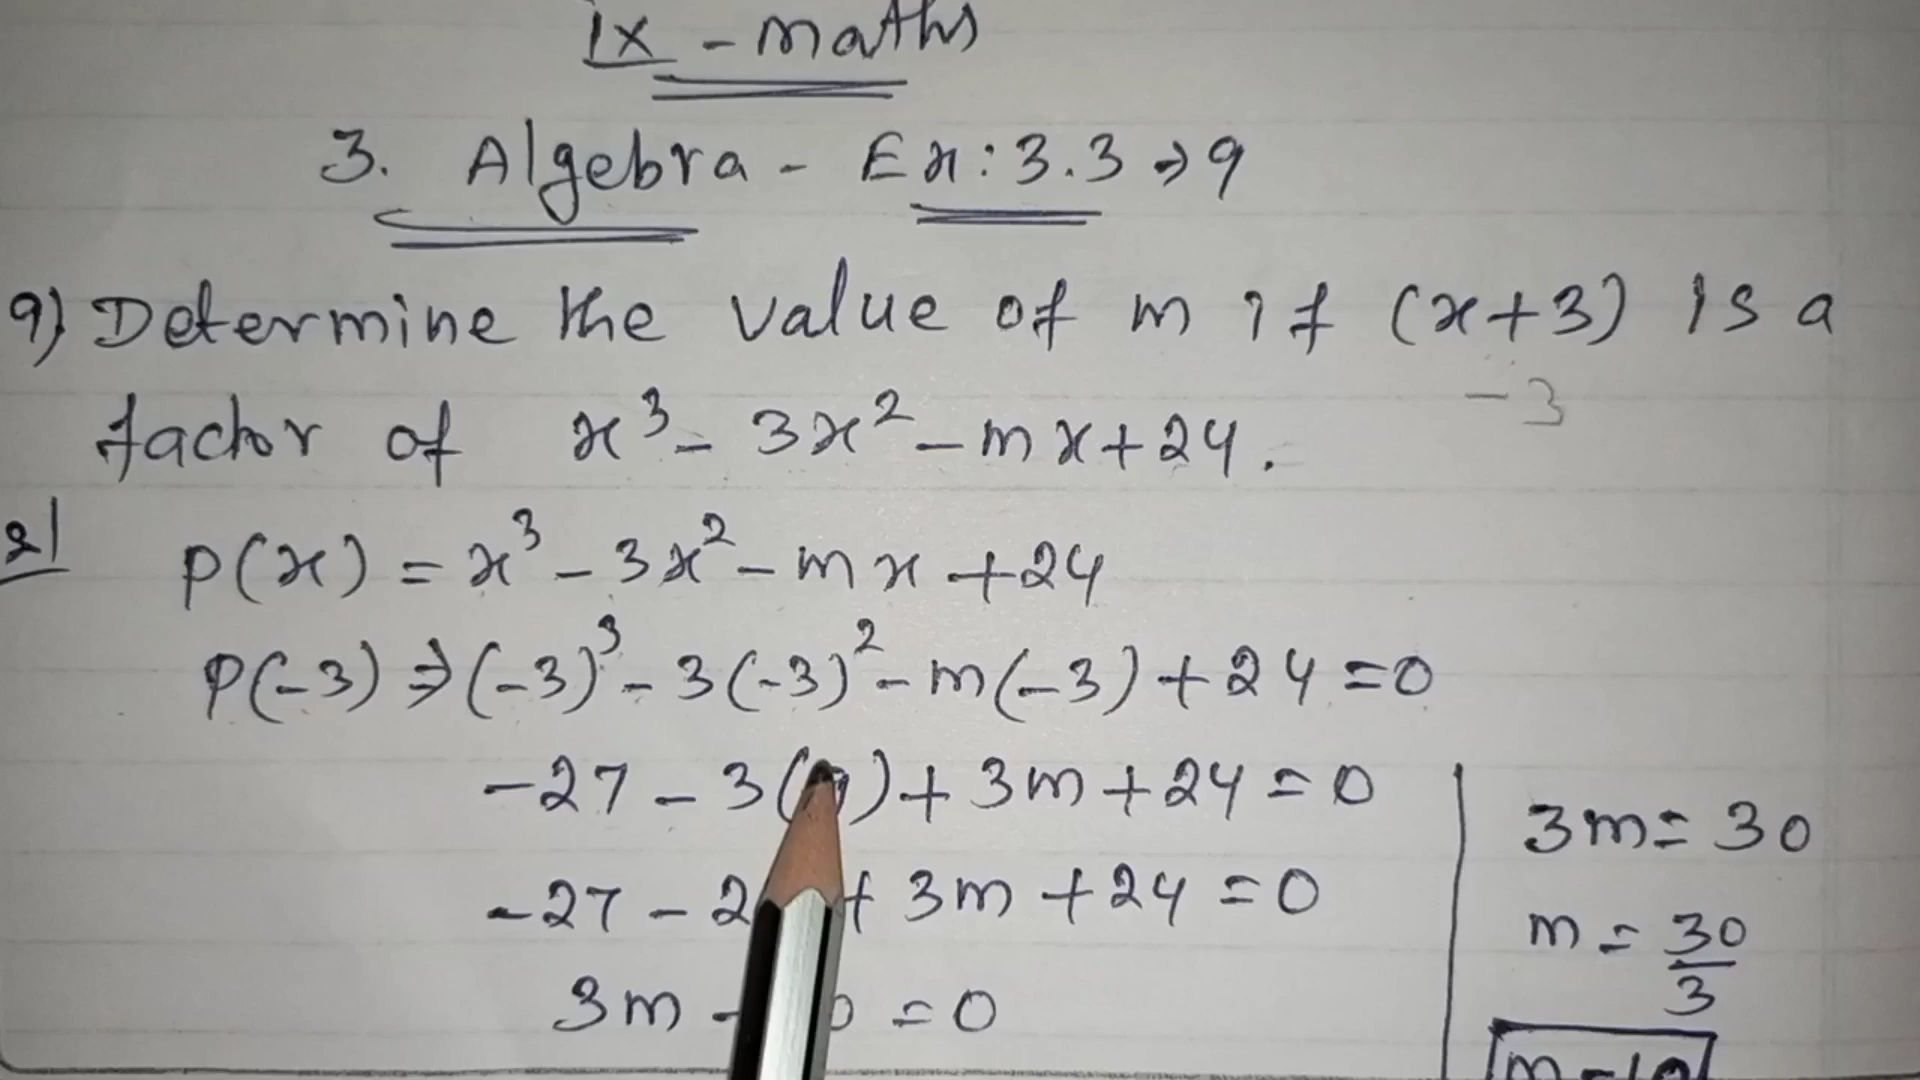 IX - maths
3. Algebra - Ex: 3.3 ⇒ 9
9) Determine the value of m if (x+3) is a
-3
factor of x³ - 3x² - mx + 24.
P(x) = x³ - 3x² - mx + 24
P(-3) ⇒ (-3)³ - 3(-3)² - m(-3) + 24 = 0
-27 - 3( ) + 3m + 24 = 0
-27 - 2 + 3m + 24 = 0
3m - 0 = 0
3m = 30
m = 30/3
m = 10